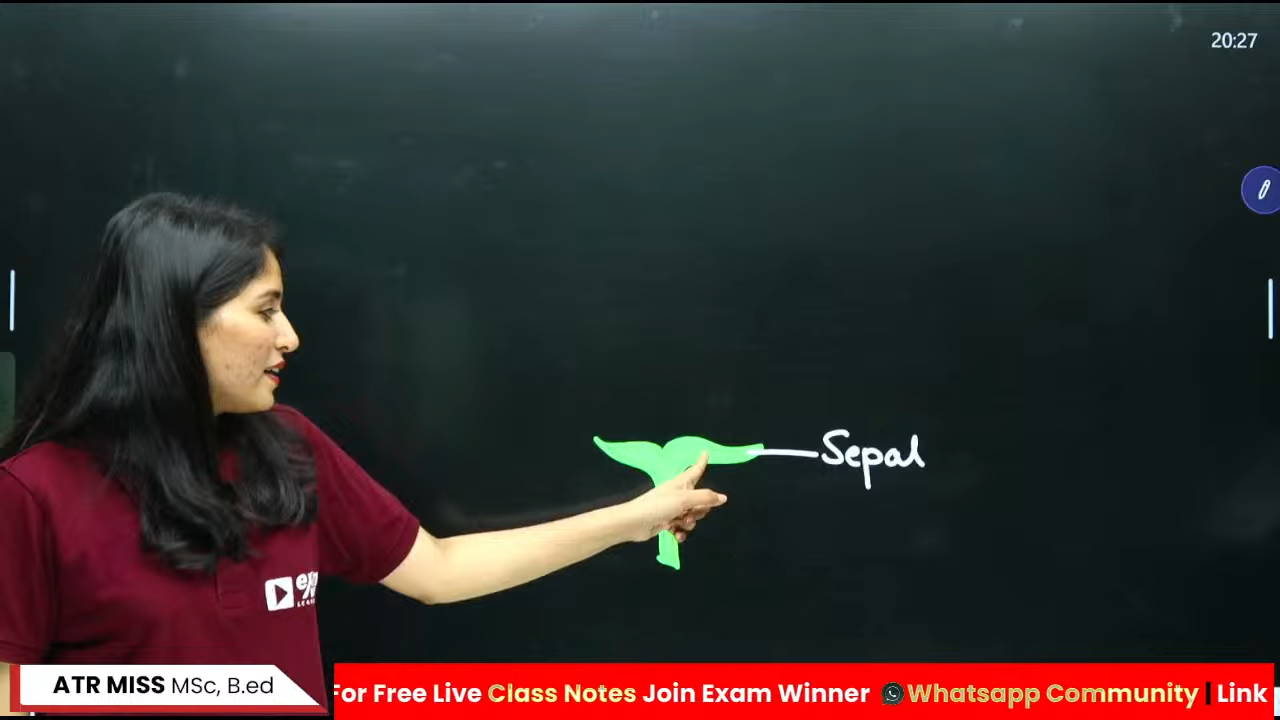 20:27
Sepal
ATR MISS MSc, B.ed
For Free Live Class Notes Join Exam Winner Whatsapp Community | Link